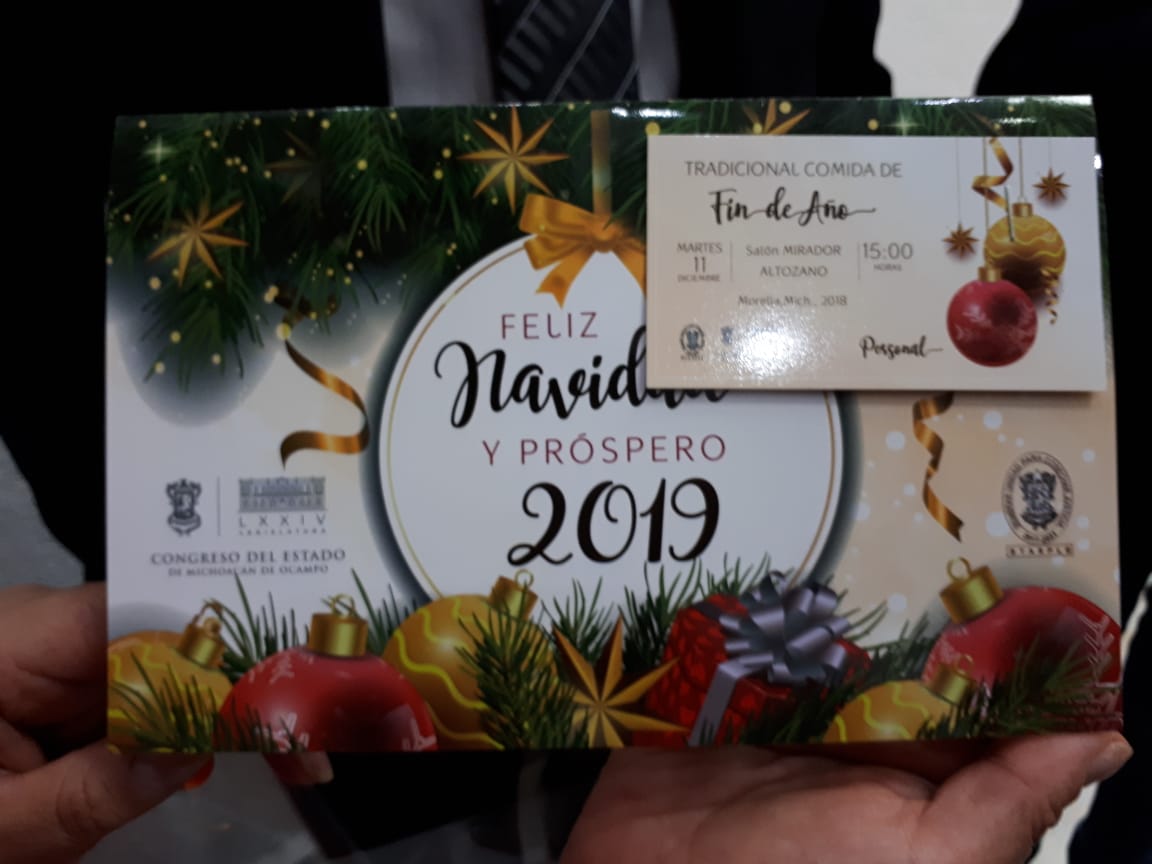 TRADICIONAL COMIDA DE
Fin de Año
MARTES
11
DICIEMBRE
Salón MIRADOR
ALTOZANO
15:00
HORAS
Morelia, Mich., 2018
Personal
FELIZ
Navidad
Y PRÓSPERO
2019
LXXIV
LEGISLATURA
CONGRESO DEL ESTADO
DE MICHOACÁN DE OCAMPO
STASPLE